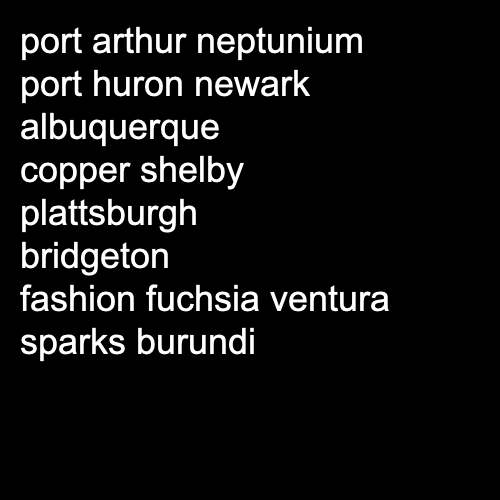 port arthur neptunium
port huron newark
albuquerque
copper shelby
plattsburgh
bridgeton
fashion fuchsia ventura
sparks burundi